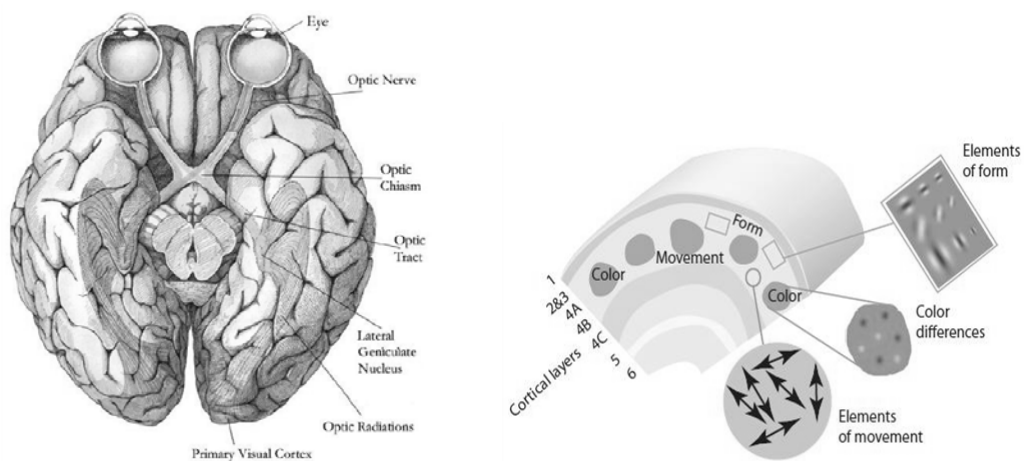 Eye
Optic Nerve
Optic
Chiasm
Optic
Tract
Lateral
Geniculate
Nucleus
Optic Radiations
Primary Visual Cortex
Elements
of form
Form
Movement
Color
Color
1
2&3
4A
4B
4C
5
6
Cortical layers
Color
differences
Elements
of movement